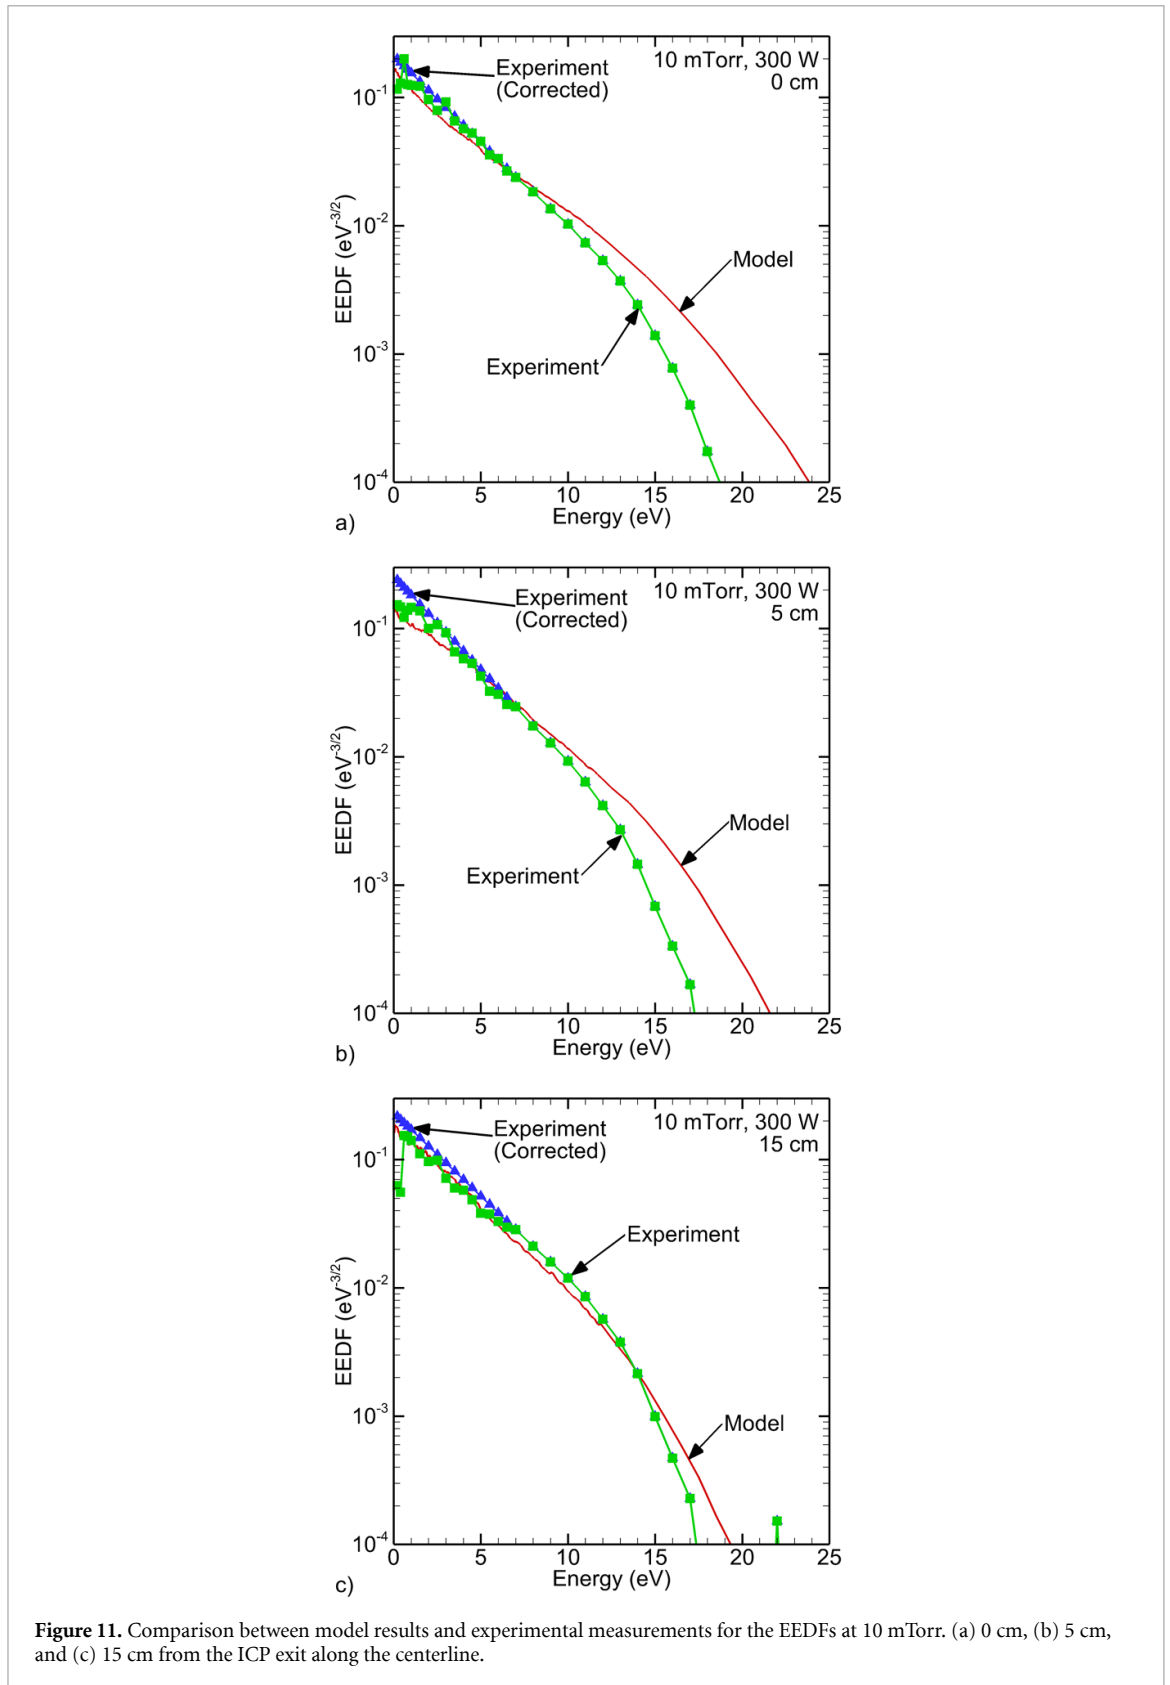 10 mTorr, 300 W
0 cm
Experiment
(Corrected)
Model
Experiment
EEDF (eV-3/2)
10-1
10-2
10-3
10-4
0 5 10 15 20 25
Energy (eV)
a)
10 mTorr, 300 W
5 cm
Experiment
(Corrected)
Model
Experiment
EEDF (eV-3/2)
10-1
10-2
10-3
10-4
0 5 10 15 20 25
Energy (eV)
b)
10 mTorr, 300 W
15 cm
Experiment
(Corrected)
Experiment
Model
EEDF (eV-3/2)
10-1
10-2
10-3
10-4
0 5 10 15 20 25
Energy (eV)
c)
Figure 11. Comparison between model results and experimental measurements for the EEDFs at 10 mTorr. (a) 0 cm, (b) 5 cm,
and (c) 15 cm from the ICP exit along the centerline.